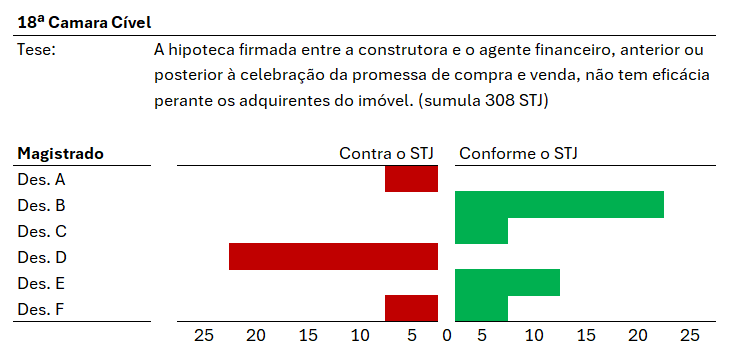 18ª Camara Cível
Tese: A hipoteca firmada entre a construtora e o agente financeiro, anterior ou
posterior à celebração da promessa de compra e venda, não tem eficácia
perante os adquirentes do imóvel. (sumula 308 STJ)
Magistrado Contra o STJ Conforme o STJ
Des. A
Des. B
Des. C
Des. D
Des. E
Des. F
25 20 15 10 5 0 5 10 15 20 25